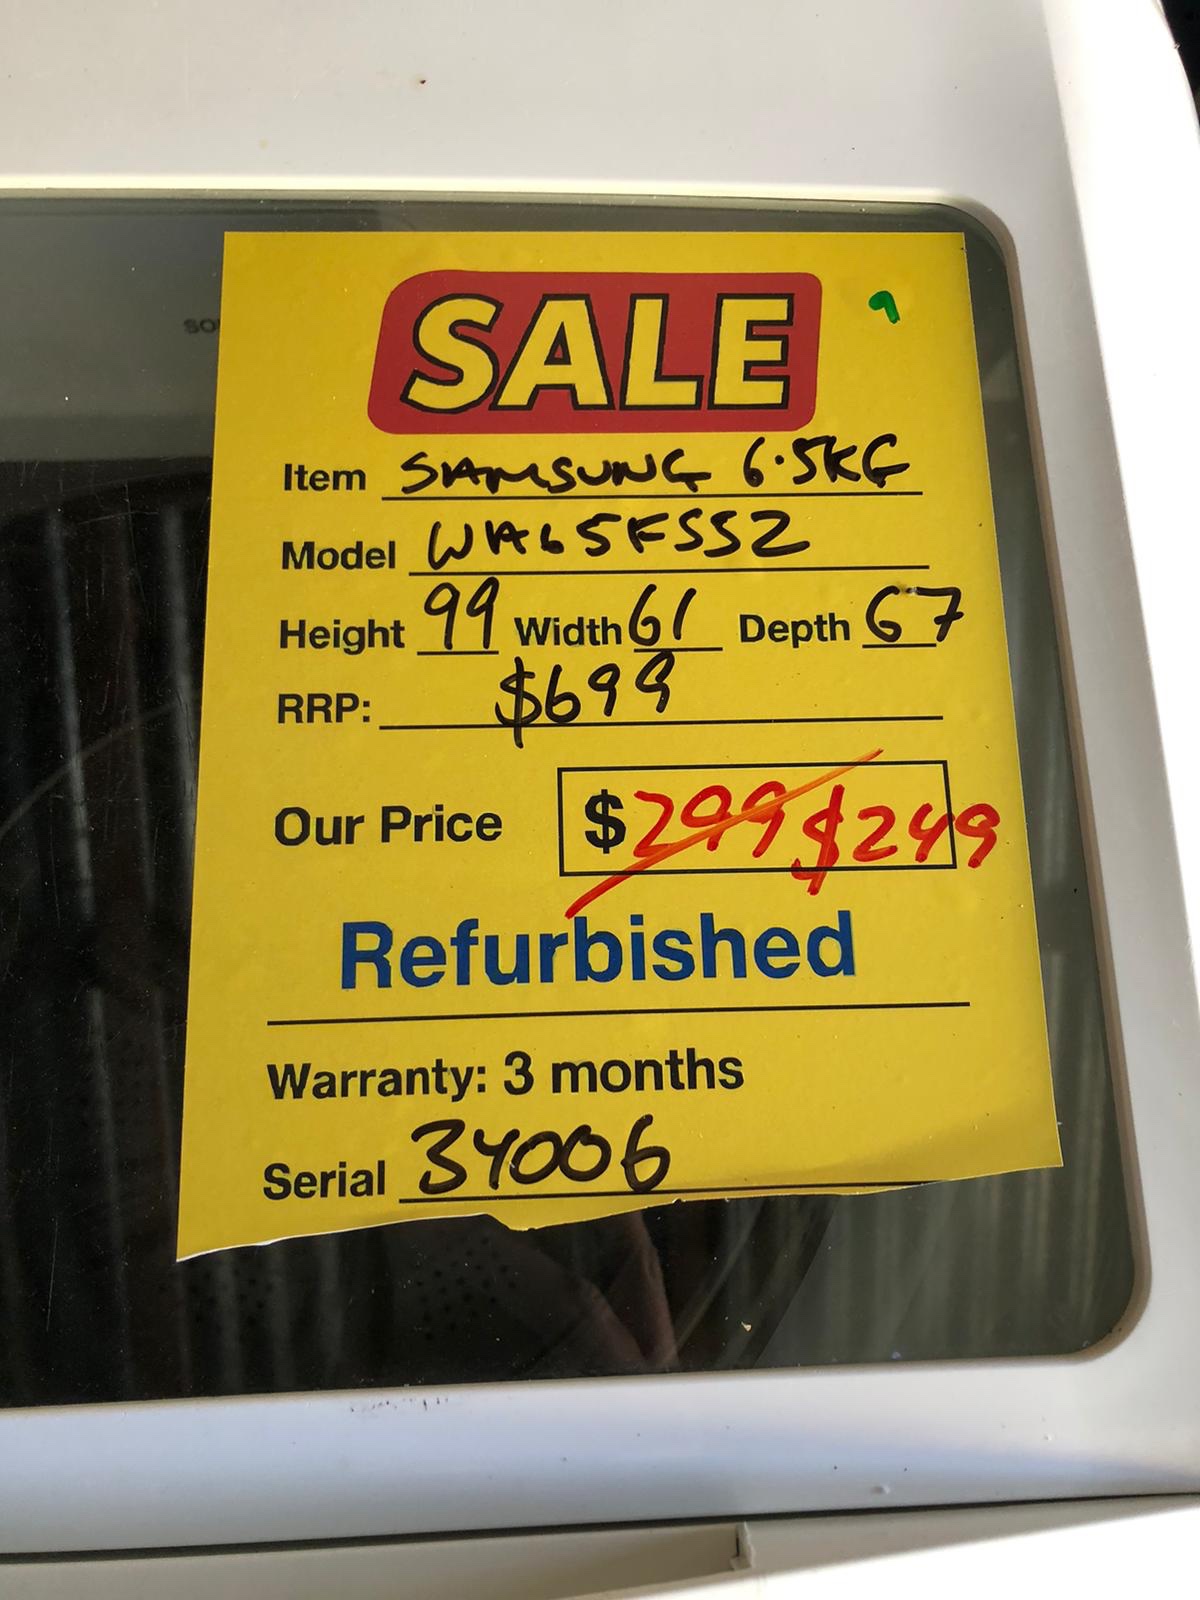 SALE
9
Item SAMSUNG 6.5KG
Model WA65F5S2
Height 99 Width 61 Depth 67
RRP: $699
Our Price $299 $249
Refurbished
Warranty: 3 months
Serial 34006